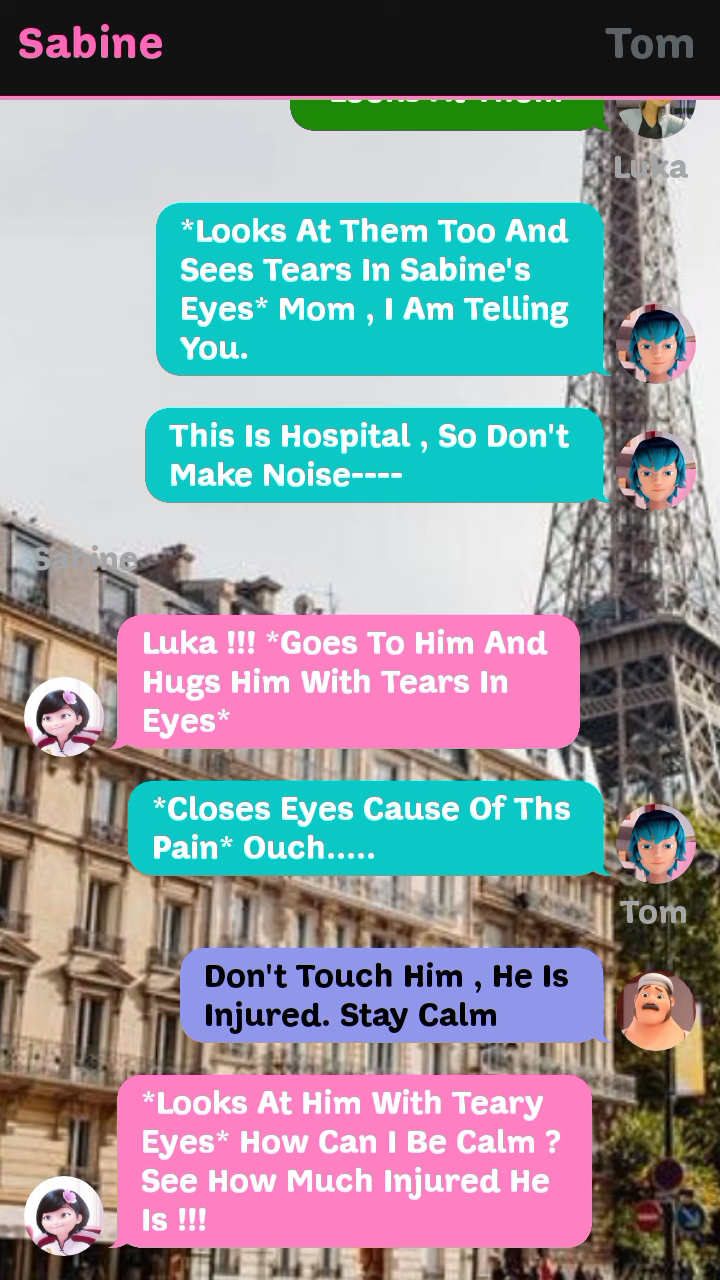 Sabine
Tom
Looks At Them
Luka
*Looks At Them Too And
Sees Tears In Sabine's
Eyes* Mom , I Am Telling
You.
This Is Hospital , So Don't
Make Noise----
Sabine
Luka !!! *Goes To Him And
Hugs Him With Tears In
Eyes*
*Closes Eyes Cause Of Ths
Pain* Ouch.....
Tom
Don't Touch Him , He Is
Injured. Stay Calm
*Looks At Him With Teary
Eyes* How Can I Be Calm ?
See How Much Injured He
Is !!!